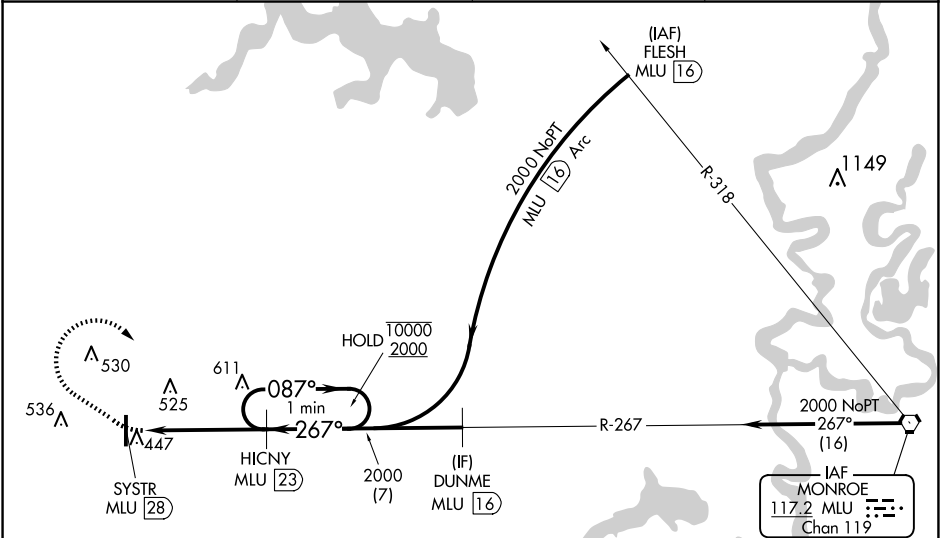 (IAF)
FLESH
MLU 16
2000 NoPT
MLU 16 Arc
R-318
1149
HOLD 10000
2000
530
611
087°
525
1 min
536
447
267°
R-267
2000 NoPT
267°
(16)
HICNY
MLU 23
2000
(7)
(IF)
DUNME
MLU 16
SYSTR
MLU 28
IAF
MONROE
117.2 MLU
Chan 119